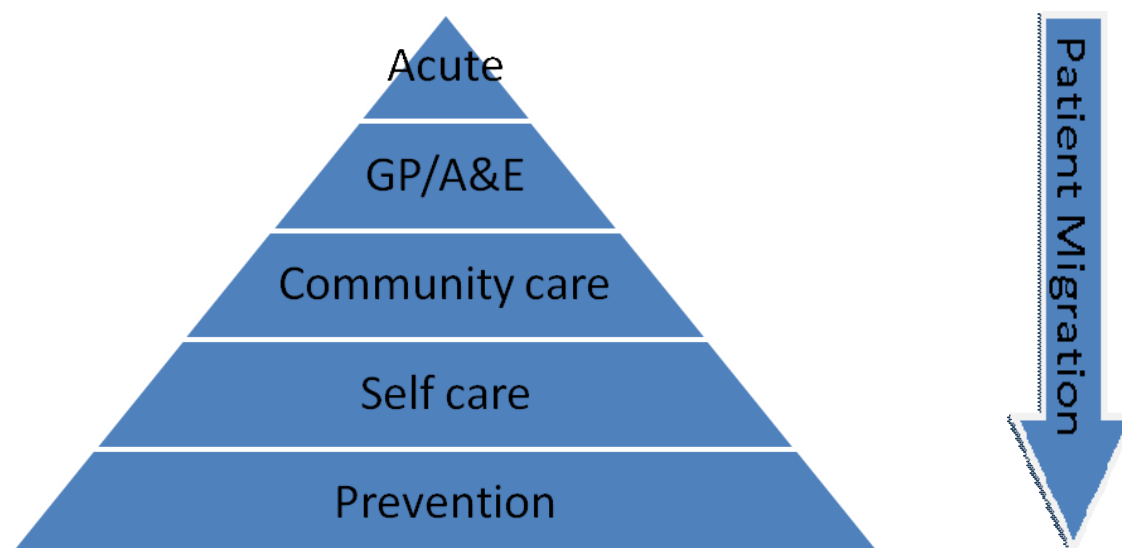 Acute
GP/A&E
Community care
Self care
Prevention
Patient Migration